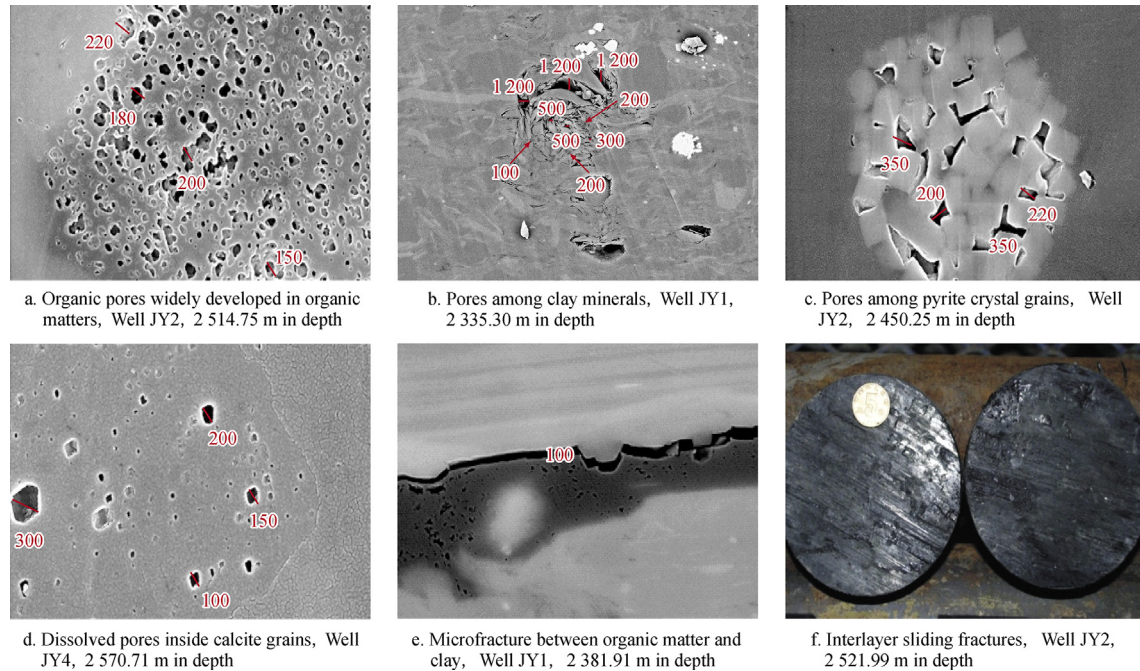 220
180
200
150
1 200
1 200
1 200
500
200
500
300
100
200
350
200
220
350
a. Organic pores widely developed in organic
matters, Well JY2, 2 514.75 m in depth
b. Pores among clay minerals, Well JY1,
2 335.30 m in depth
c. Pores among pyrite crystal grains, Well
JY2, 2 450.25 m in depth
200
150
300
100
100
d. Dissolved pores inside calcite grains, Well
JY4, 2 570.71 m in depth
e. Microfracture between organic matter and
clay, Well JY1, 2 381.91 m in depth
f. Interlayer sliding fractures, Well JY2,
2 521.99 m in depth